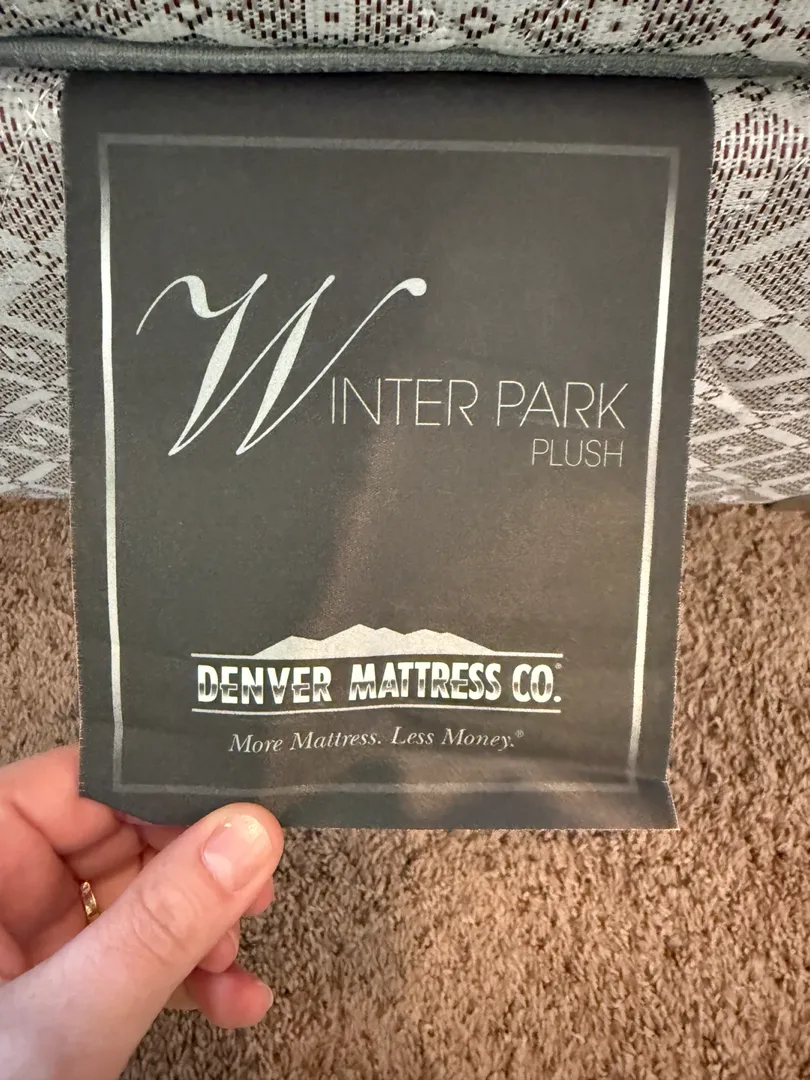 WINTER PARK
PLUSH
DENVER MATTRESS CO.®
More Mattress. Less Money.®